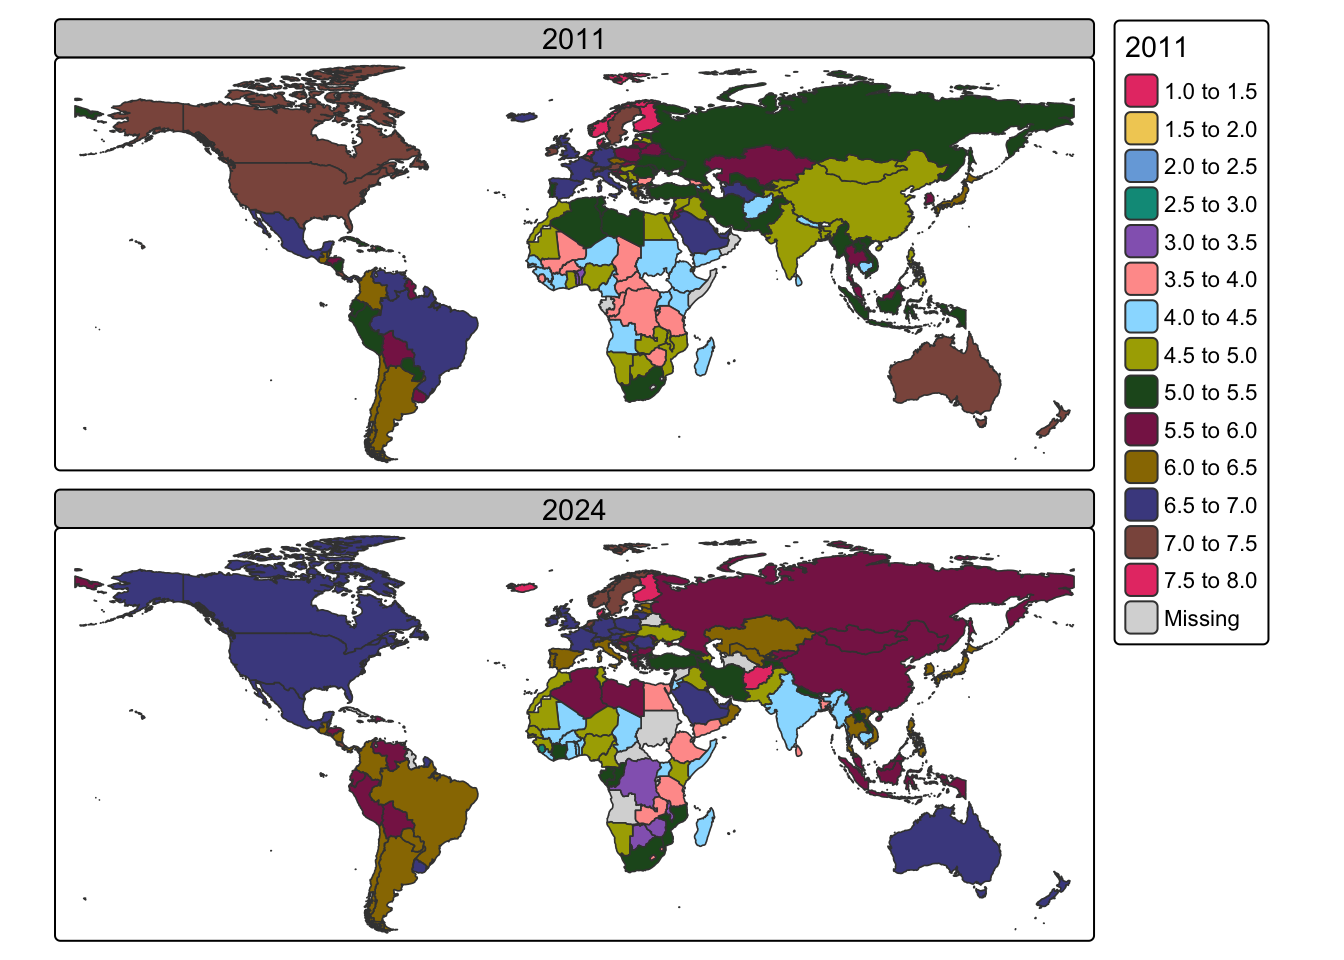 2011
2024
2011
1.0 to 1.5
1.5 to 2.0
2.0 to 2.5
2.5 to 3.0
3.0 to 3.5
3.5 to 4.0
4.0 to 4.5
4.5 to 5.0
5.0 to 5.5
5.5 to 6.0
6.0 to 6.5
6.5 to 7.0
7.0 to 7.5
7.5 to 8.0
Missing